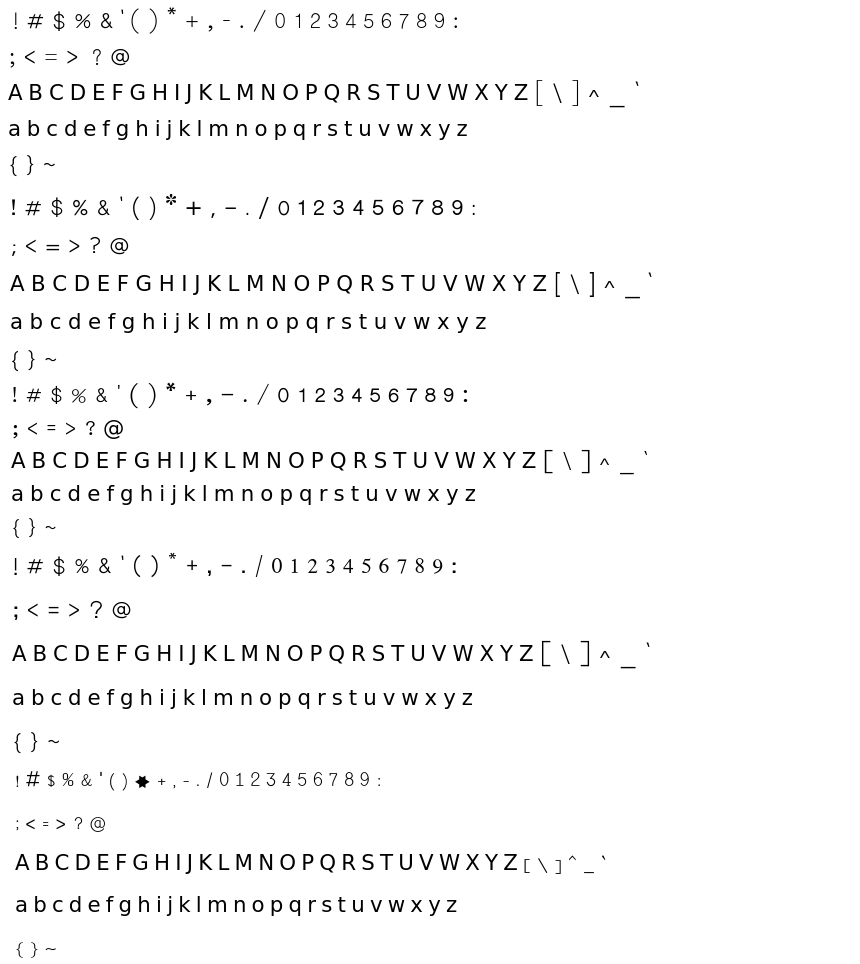 ! # $ % & ' ( ) * + , - . / 0 1 2 3 4 5 6 7 8 9 :
; < = > ? @
A B C D E F G H I J K L M N O P Q R S T U V W X Y Z [ \ ] ^ _ `
a b c d e f g h i j k l m n o p q r s t u v w x y z
{ } ~
! # $ % & ' ( ) * + , - . / 0 1 2 3 4 5 6 7 8 9 :
; < = > ? @
A B C D E F G H I J K L M N O P Q R S T U V W X Y Z [ \ ] ^ _ `
a b c d e f g h i j k l m n o p q r s t u v w x y z
{ } ~
! # $ % & ' ( ) * + , - . / 0 1 2 3 4 5 6 7 8 9 :
; < = > ? @
A B C D E F G H I J K L M N O P Q R S T U V W X Y Z [ \ ] ^ _ `
a b c d e f g h i j k l m n o p q r s t u v w x y z
{ } ~
! # $ % & ' ( ) * + , - . / 0 1 2 3 4 5 6 7 8 9 :
; < = > ? @
A B C D E F G H I J K L M N O P Q R S T U V W X Y Z [ \ ] ^ _ `
a b c d e f g h i j k l m n o p q r s t u v w x y z
{ } ~
! # $ % & ' ( ) * + , - . / 0 1 2 3 4 5 6 7 8 9 :
; < = > ? @
A B C D E F G H I J K L M N O P Q R S T U V W X Y Z [ \ ] ^ _ `
a b c d e f g h i j k l m n o p q r s t u v w x y z
{ } ~